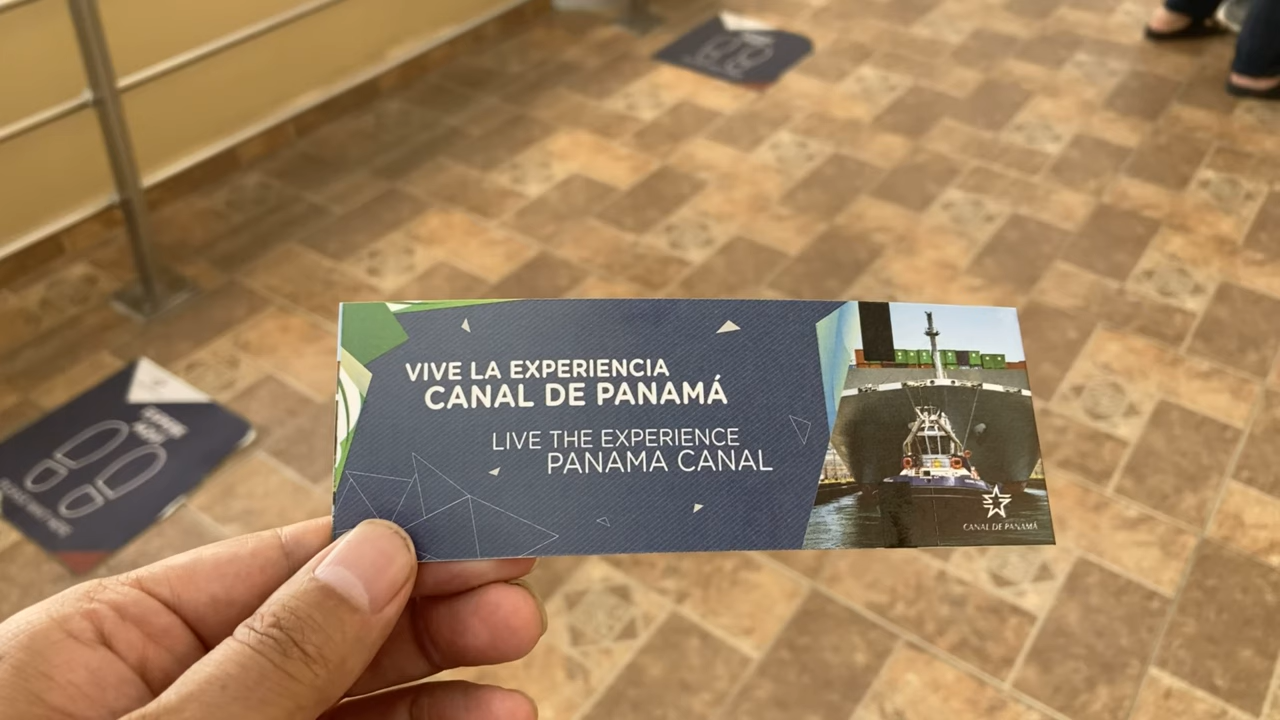 VIVE LA EXPERIENCIA
CANAL DE PANAMÁ
LIVE THE EXPERIENCE
PANAMA CANAL
CANAL DE PANAMÁ